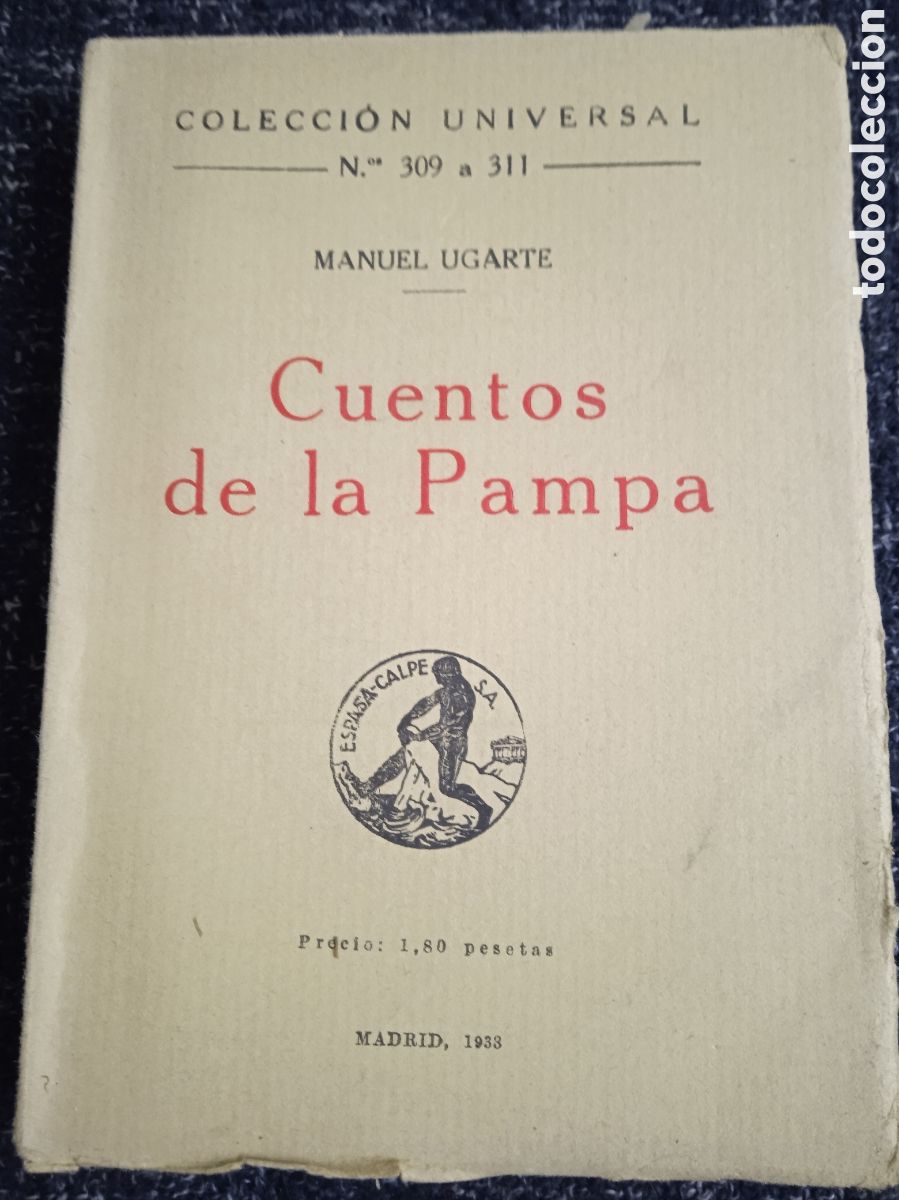 COLECCIÓN UNIVERSAL
N.os 309 a 311
MANUEL UGARTE
Cuentos
de la Pampa
ESPASA-CALPE S.A.
Precio: 1,80 pesetas
MADRID, 1933
todocoleccion